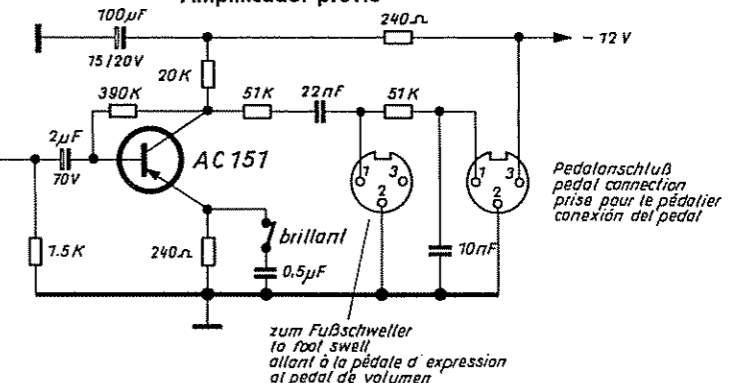 Amplificador previo
100µF
240Ω
- 12 V
15/20V
20K
390K
51K
22nF
51K
2µF
AC 151
70V
1
3
2
1
3
2
Pedalanschluß
pedal connection
prise pour le pédalier
conexión del pedal
1.5K
240Ω
brillant
0.5µF
10nF
zum Fußschweller
to foot swell
allant à la pédale d'expression
al pedal de volumen